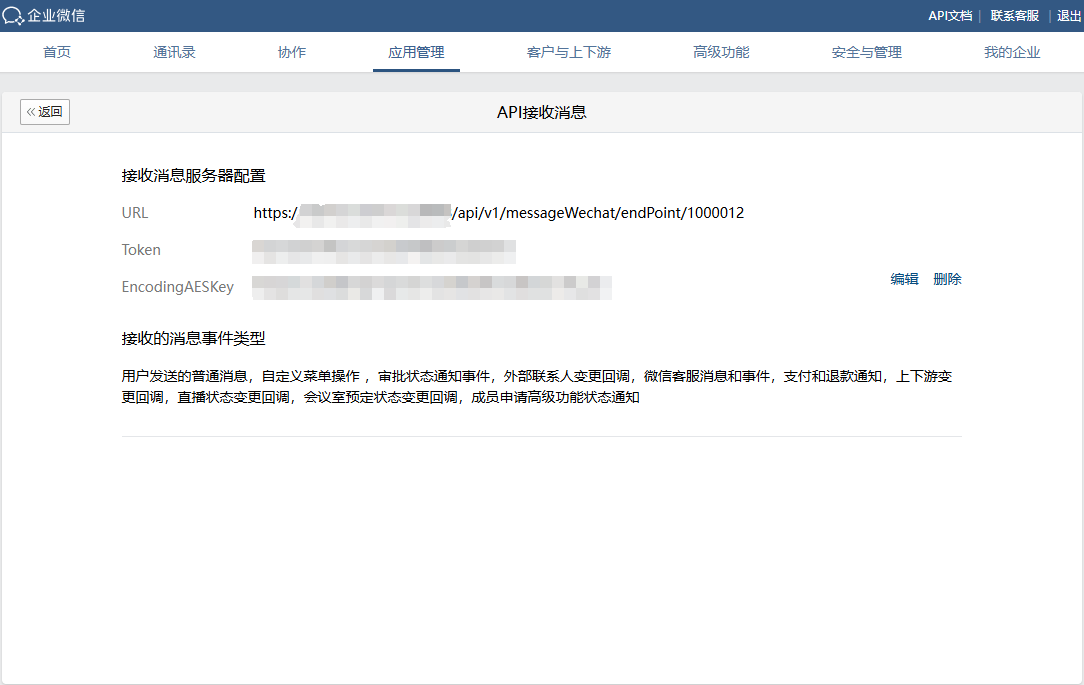 企业微信
API文档 | 联系客服 | 退出
首页 通讯录 协作 应用管理 客户与上下游 高级功能 安全与管理 我的企业
«返回
API接收消息
接收消息服务器配置
URL https:/ /api/v1/messageWechat/endPoint/1000012
Token
EncodingAESKey
编辑 删除
接收的消息事件类型
用户发送的普通消息，自定义菜单操作 ，审批状态通知事件，外部联系人变更回调，微信客服消息和事件，支付和退款通知，上下游变
更回调，直播状态变更回调，会议室预定状态变更回调，成员申请高级功能状态通知